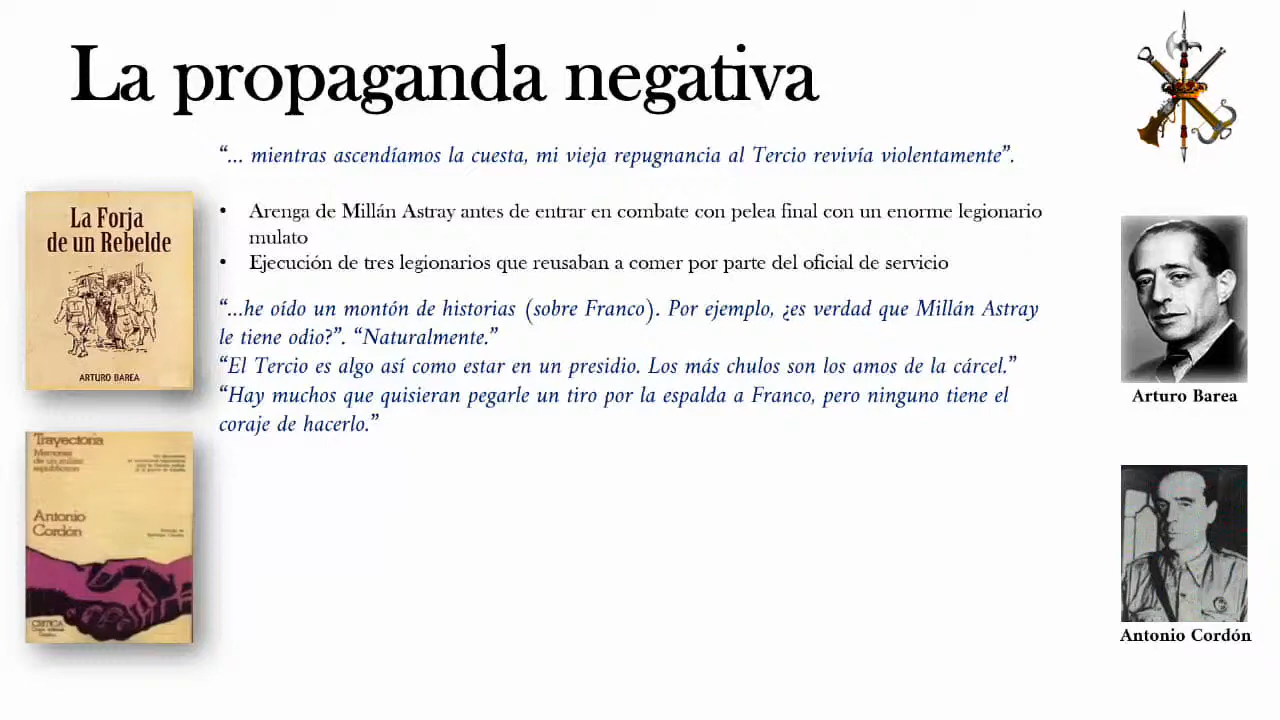 La propaganda negativa
“... mientras ascendíamos la cuesta, mi vieja repugnancia al Tercio revivía violentamente”.
• Arenga de Millán Astray antes de entrar en combate con pelea final con un enorme legionario
mulato
• Ejecución de tres legionarios que reusaban a comer por parte del oficial de servicio
“...he oído un montón de historias (sobre Franco). Por ejemplo, ¿es verdad que Millán Astray
le tiene odio?”. “Naturalmente.”
“El Tercio es algo así como estar en un presidio. Los más chulos son los amos de la cárcel.”
“Hay muchos que quisieran pegarle un tiro por la espalda a Franco, pero ninguno tiene el
coraje de hacerlo.”
La Forja
de un Rebelde
ARTURO BAREA
Trayectoria
Memorias
de un militar
republicano
Antonio
Cordón
CRÍTICA
Arturo Barea
Antonio Cordón